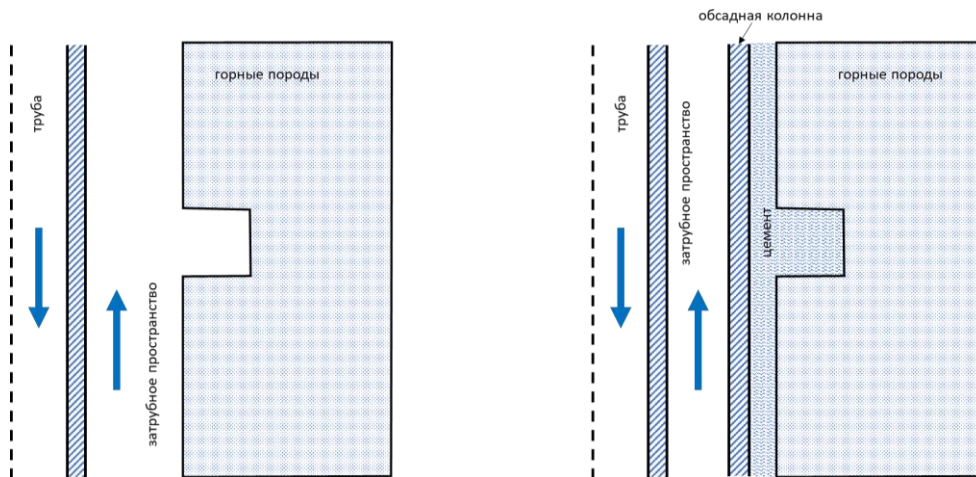 горные породы
труба
затрубное пространство
обсадная колонна
горные породы
труба
затрубное пространство
цемент